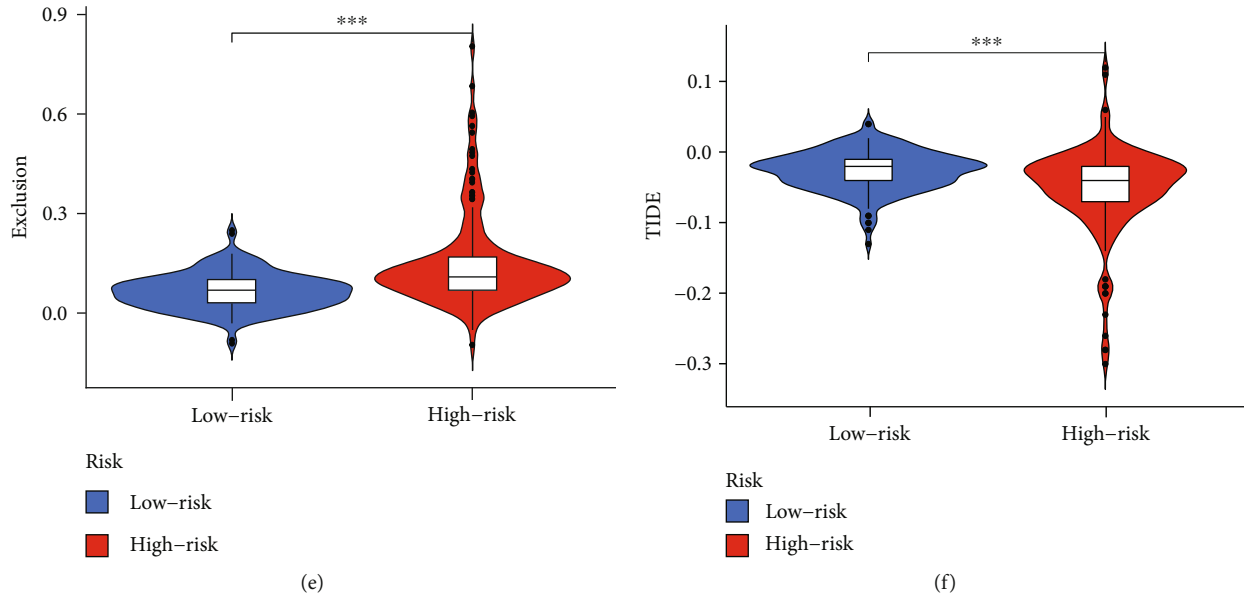 ***
0.9
0.6
0.3
0.0
Exclusion
Low−risk
High−risk
Risk
Low−risk
High−risk
(e)
***
0.1
0.0
−0.1
−0.2
−0.3
TIDE
Low−risk
High−risk
Risk
Low−risk
High−risk
(f)